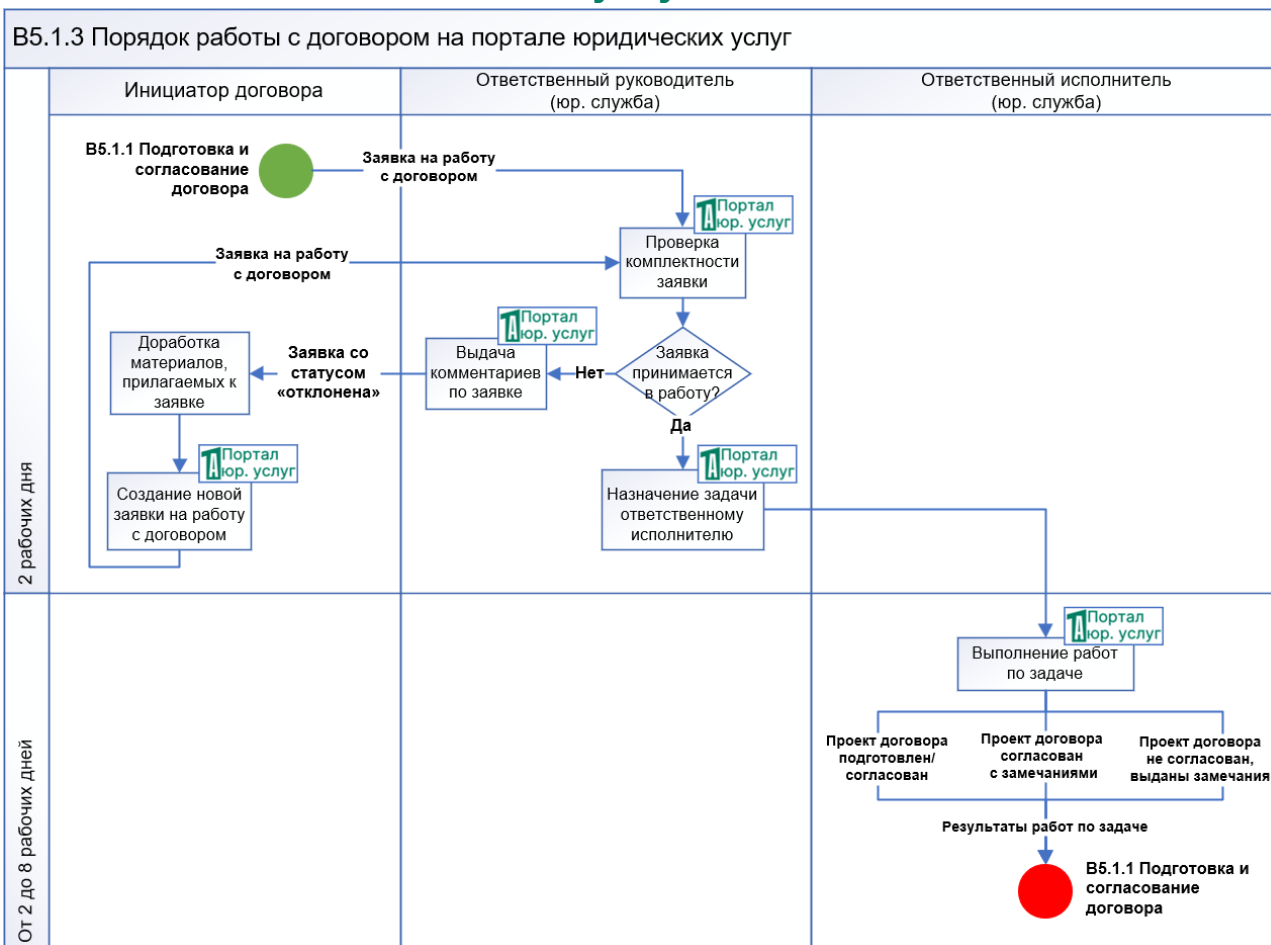 В5.1.3 Порядок работы с договором на портале юридических услуг
Инициатор договора
Ответственный руководитель
(юр. служба)
Ответственный исполнитель
(юр. служба)
2 рабочих дня
В5.1.1 Подготовка и
согласование
договора
Заявка на работу
с договором
Портал
юр. услуг
Проверка
комплектности
заявки
Заявка на работу
с договором
Заявка
принимается
в работу?
Нет
Портал
юр. услуг
Выдача
комментариев
по заявке
Заявка со
статусом
«отклонена»
Доработка
материалов,
прилагаемых к
заявке
Портал
юр. услуг
Создание новой
заявки на работу
с договором
Да
Портал
юр. услуг
Назначение задачи
ответственному
исполнителю
От 2 до 8 рабочих дней
Портал
юр. услуг
Выполнение работ
по задаче
Проект договора
подготовлен/
согласован
Проект договора
согласован
с замечаниями
Проект договора
не согласован,
выданы замечания
Результаты работ по задаче
В5.1.1 Подготовка и
согласование
договора